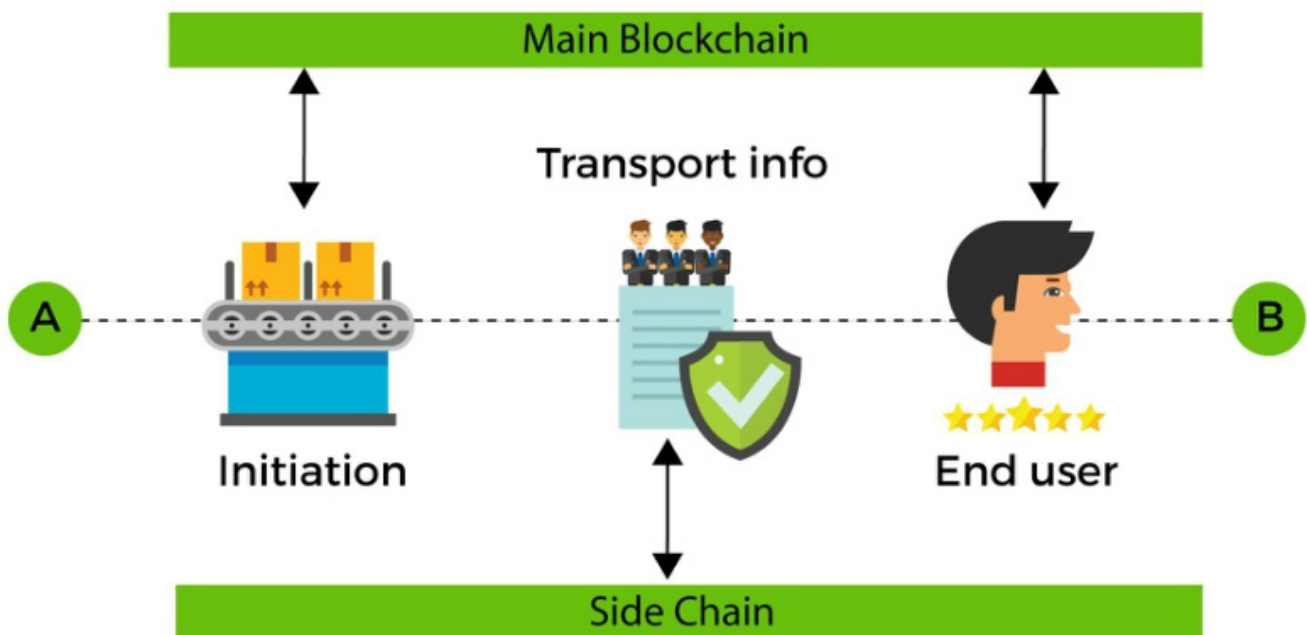 Main Blockchain
Transport info
A
B
Initiation
End user
Side Chain